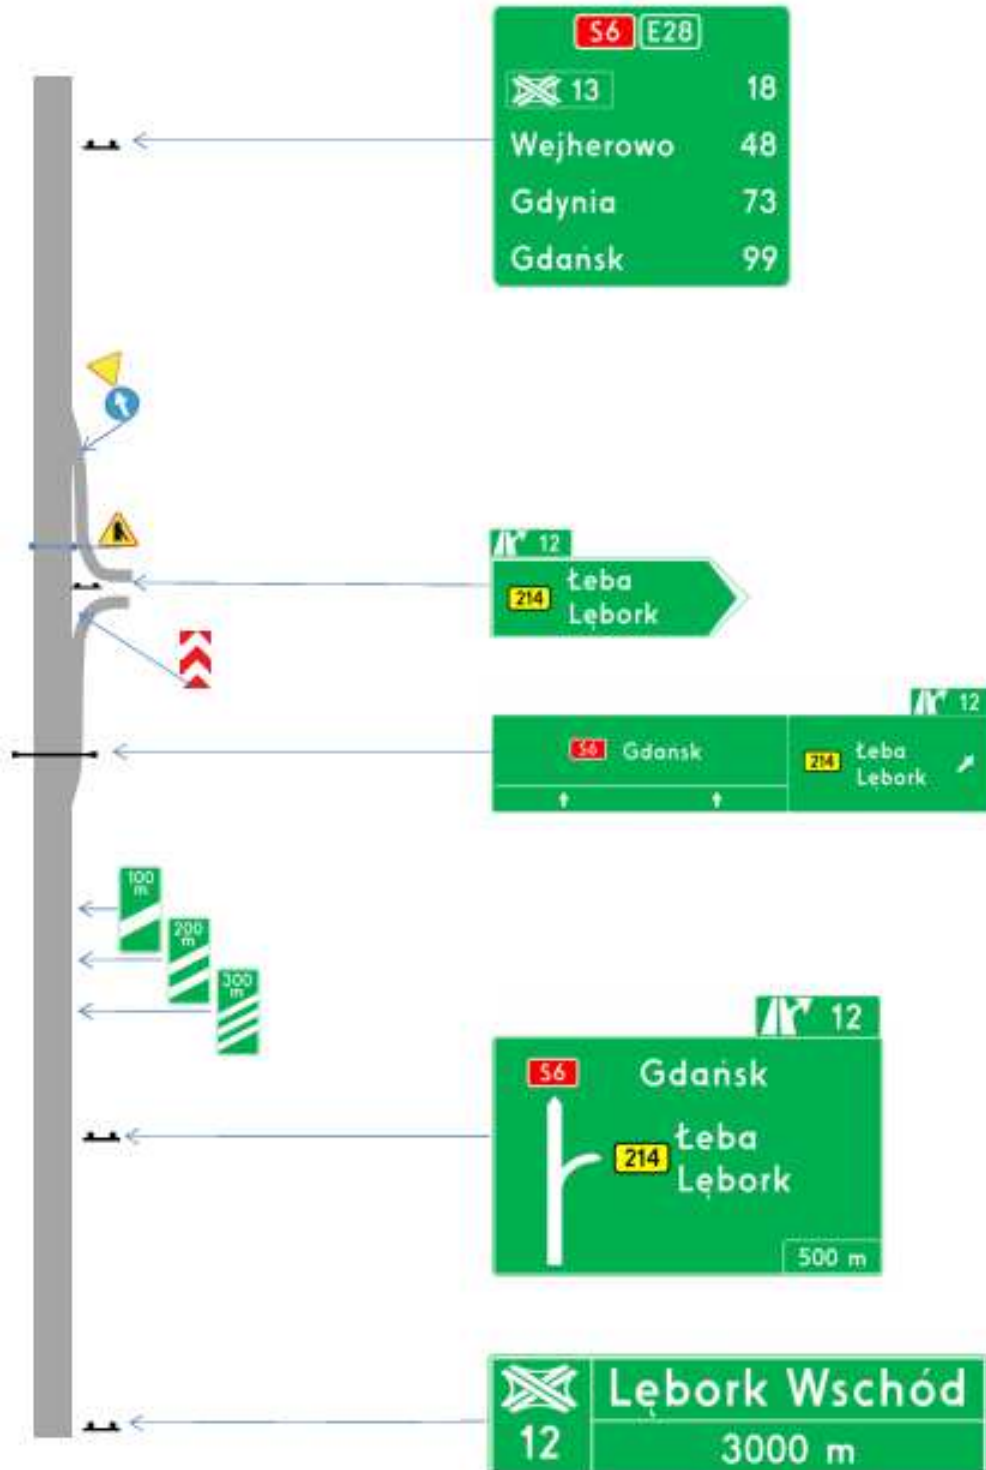 S6 E28
13 18
Wejherowo 48
Gdynia 73
Gdańsk 99
12
214
Łeba
Lębork
12
S6 Gdańsk
214
Łeba
Lębork
100
m
200
m
300
m
12
S6 Gdańsk
214
Łeba
Lębork
500 m
Lębork Wschód
12
3000 m